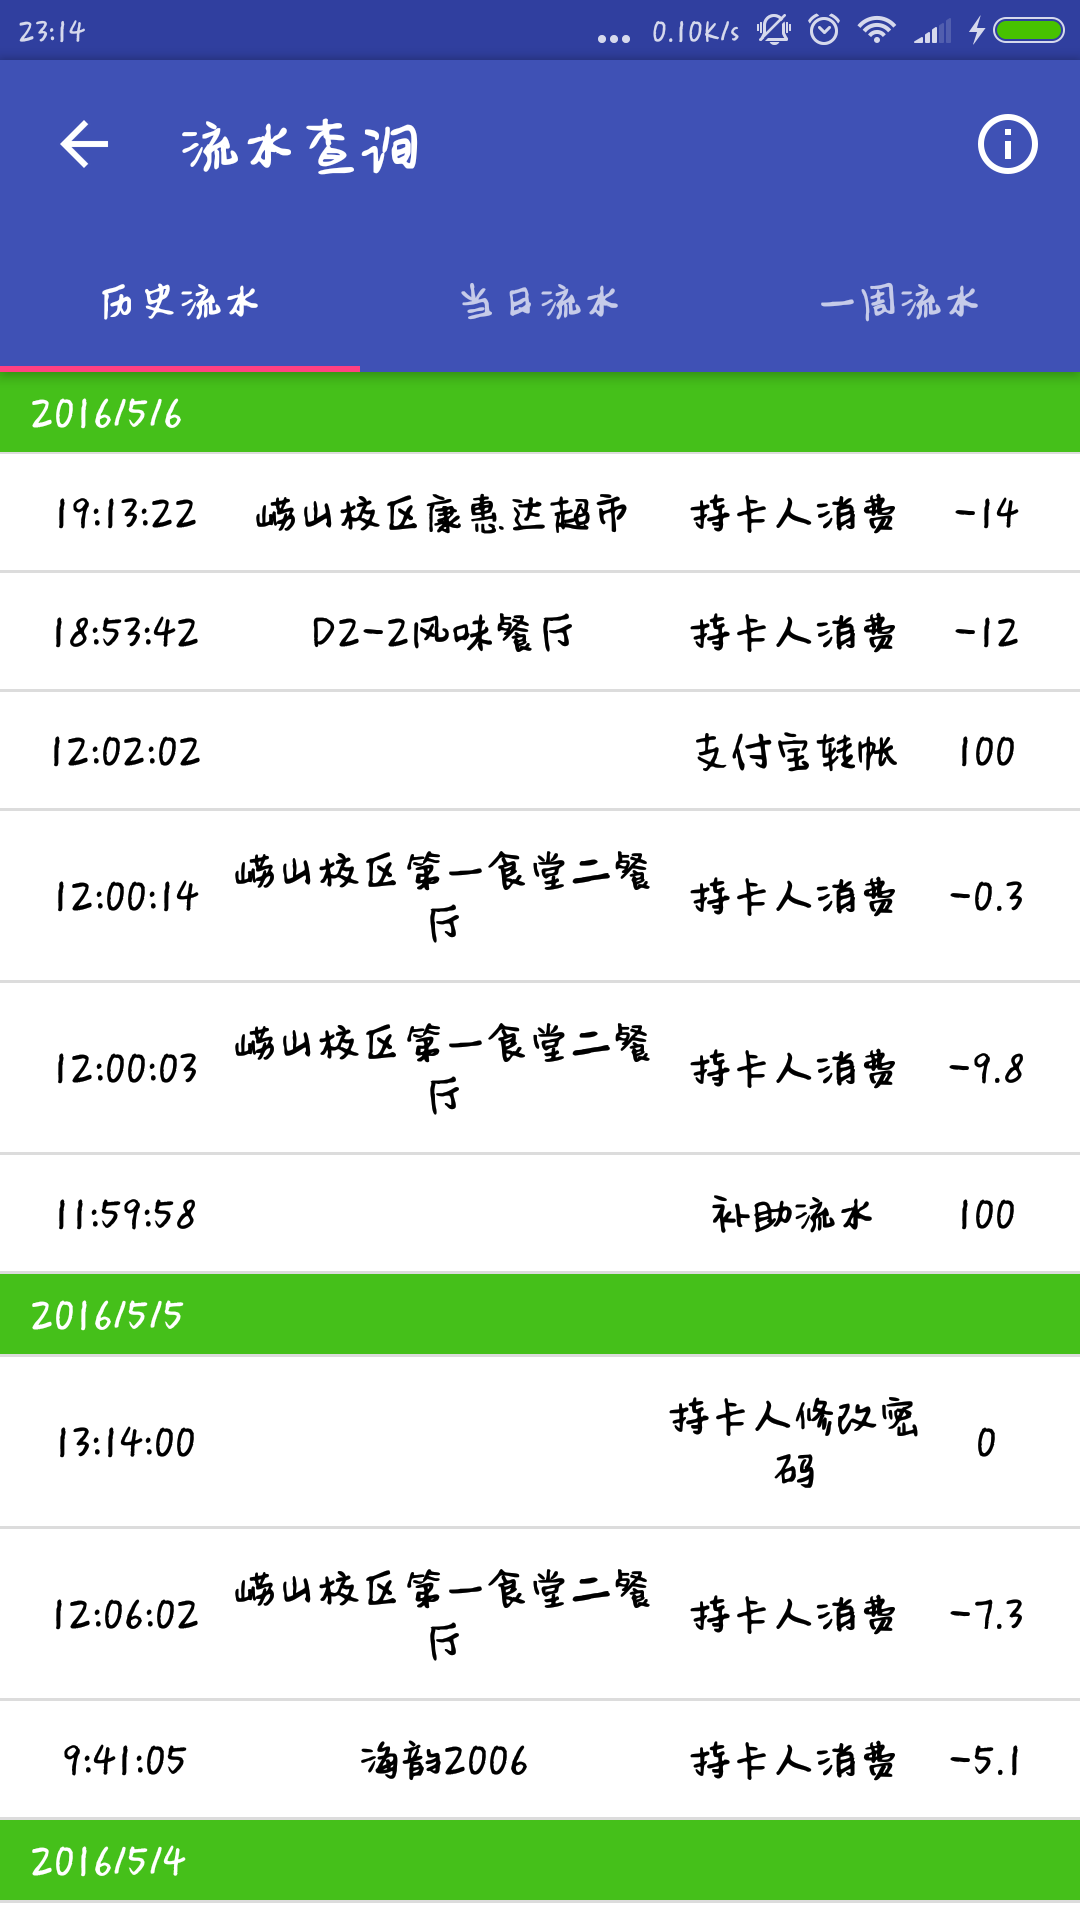 23:14 ... 0.10K/s
流水查询
历史流水 当日流水 一周流水
2016/5/6
19:13:22 崂山校区康惠达超市 持卡人消费 -14
18:53:42 D2-2风味餐厅 持卡人消费 -12
12:02:02 支付宝转帐 100
12:00:14 崂山校区第一食堂二餐 持卡人消费 -0.3
厅
12:00:03 崂山校区第一食堂二餐 持卡人消费 -9.8
厅
11:59:58 补助流水 100
2016/5/5
13:14:00 持卡人修改密 0
码
12:06:02 崂山校区第一食堂二餐 持卡人消费 -7.3
厅
9:41:05 海韵2006 持卡人消费 -5.1
2016/5/4